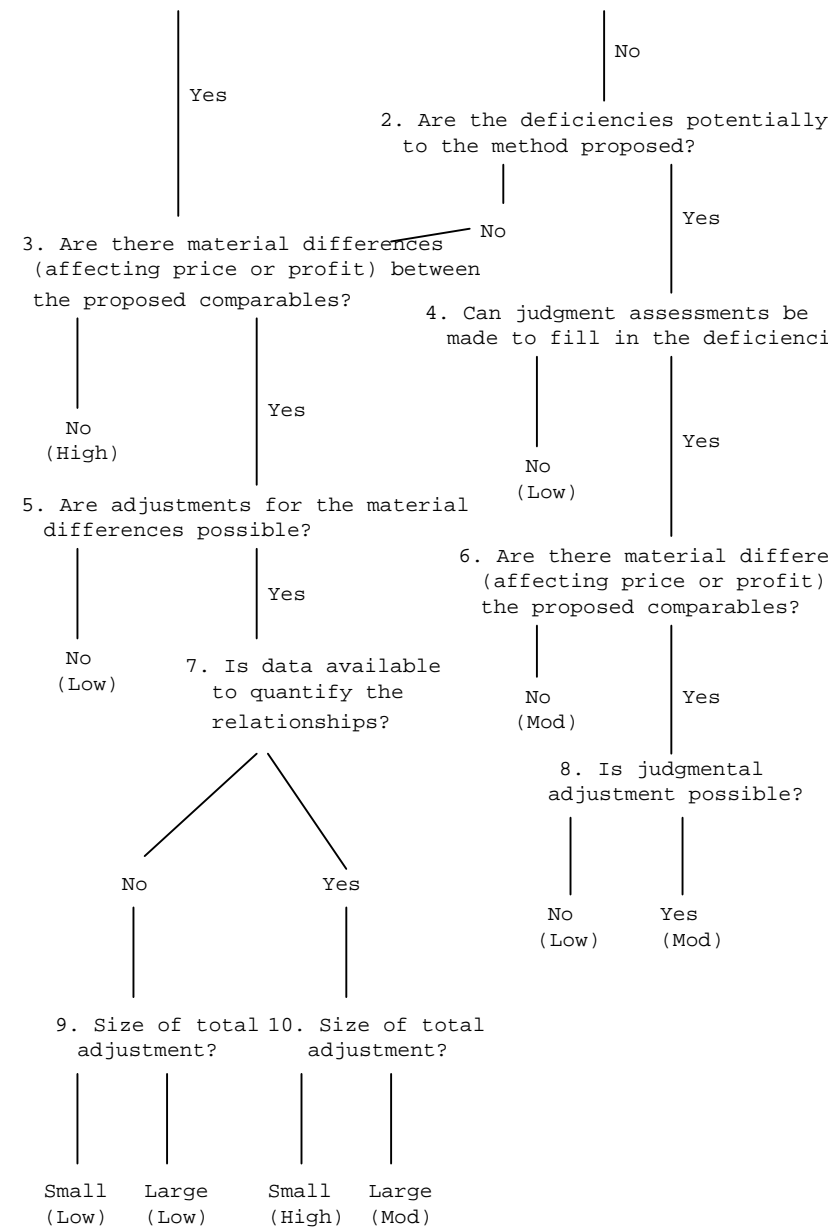 No
Yes
2. Are the deficiencies potentially
to the method proposed?
No
Yes
3. Are there material differences
(affecting price or profit) between
the proposed comparables?
4. Can judgment assessments be
made to fill in the deficienci
Yes
No
(High)
Yes
No
(Low)
5. Are adjustments for the material
differences possible?
6. Are there material differe
(affecting price or profit)
the proposed comparables?
Yes
No
(Low)
7. Is data available
to quantify the
relationships?
No
(Mod)
Yes
8. Is judgmental
adjustment possible?
No
Yes
No
(Low)
Yes
(Mod)
9. Size of total
adjustment?
10. Size of total
adjustment?
Small
(Low)
Large
(Low)
Small
(High)
Large
(Mod)